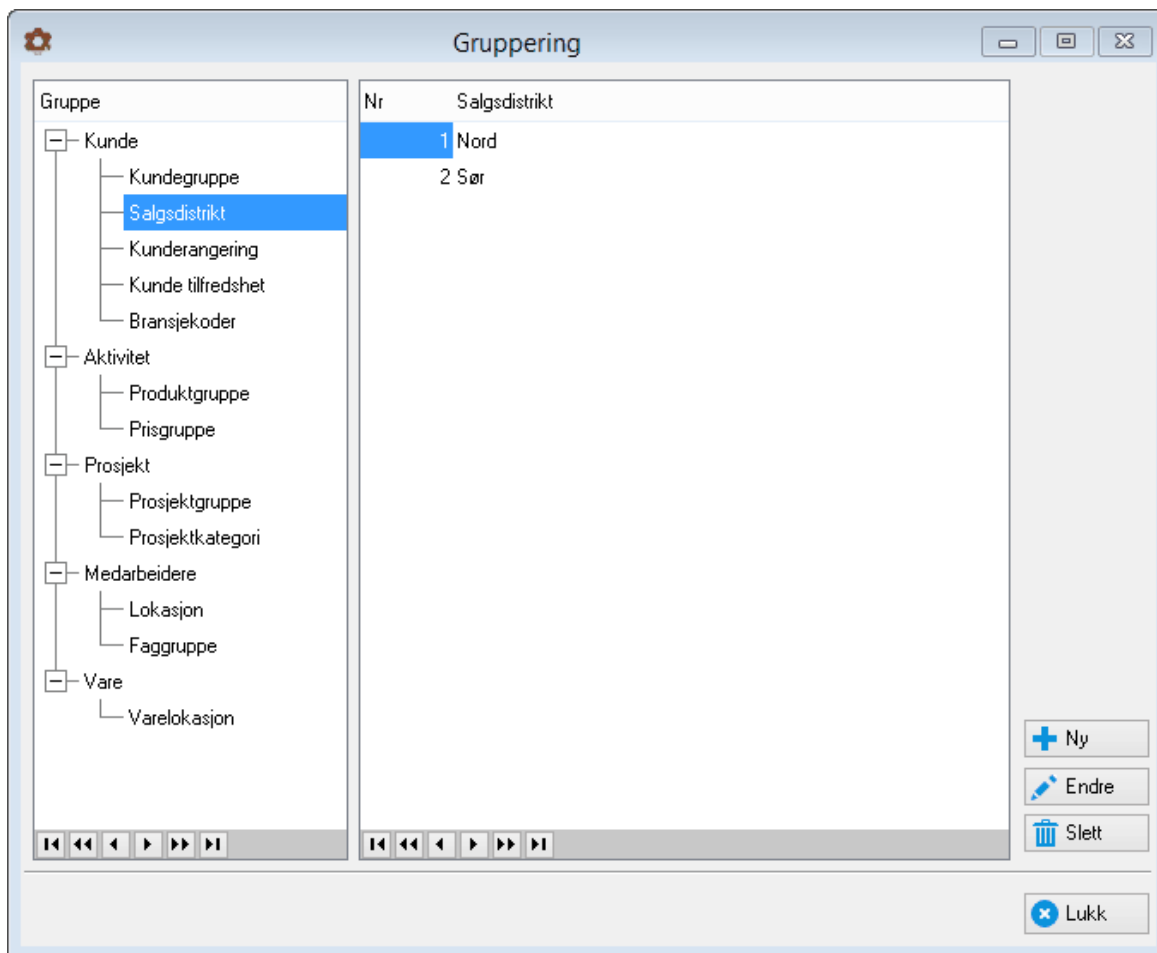 Gruppering
Gruppe
Kunde
Kundegruppe
Salgsdistrikt
Kunderangering
Kunde tilfredshet
Bransjekoder
Aktivitet
Produktgruppe
Prisgruppe
Prosjekt
Prosjektgruppe
Prosjektkategori
Medarbeidere
Lokasjon
Faggruppe
Vare
Varelokasjon
Nr Salgsdistrikt
1 Nord
2 Sør
Ny
Endre
Slett
Lukk